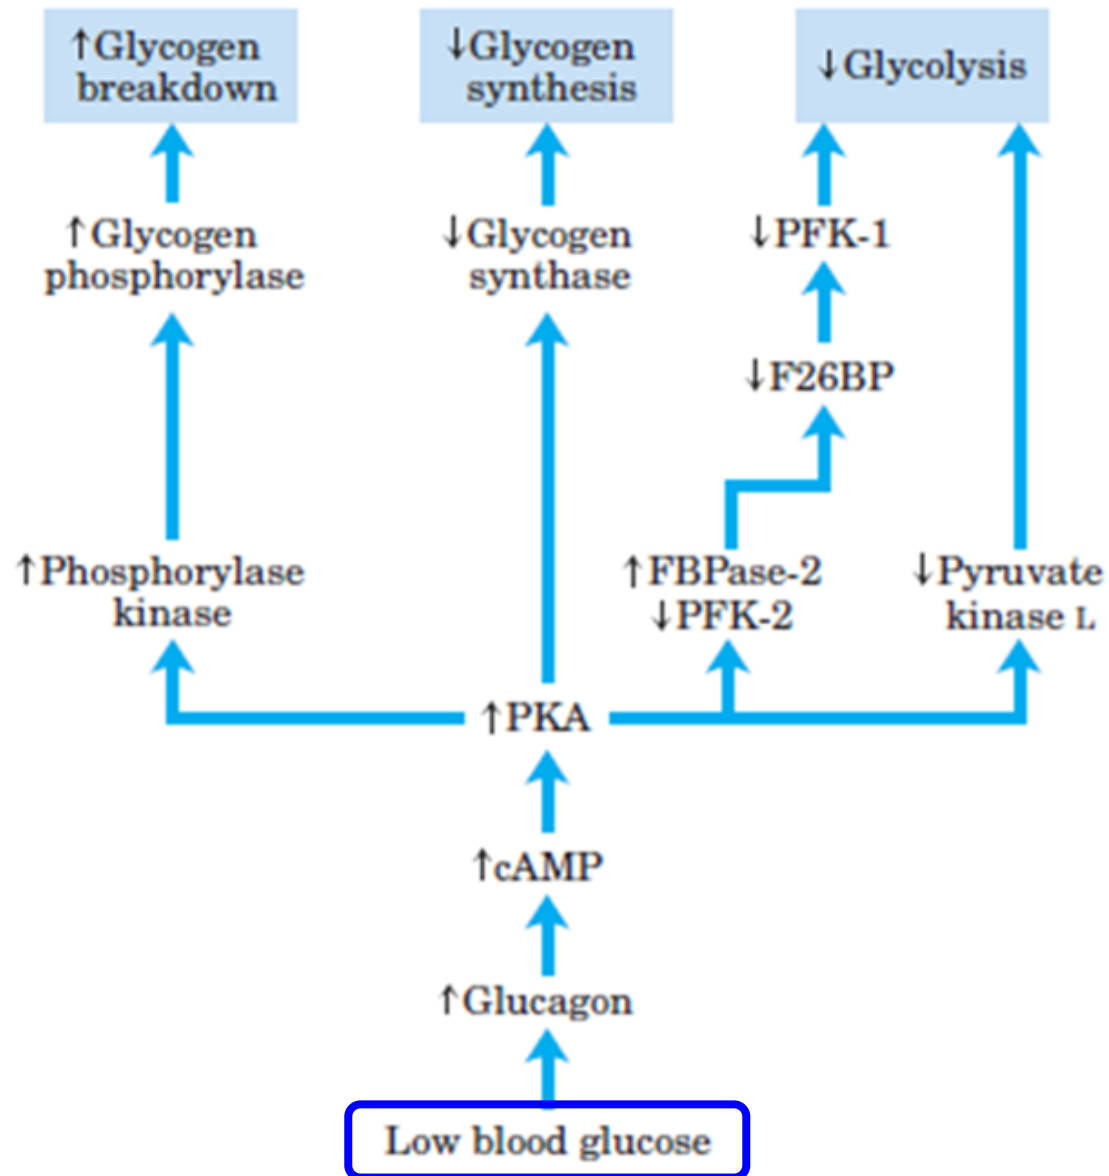 ↑Glycogen
breakdown
↓Glycogen
synthesis
↓Glycolysis
↑Glycogen
phosphorylase
↓Glycogen
synthase
↓PFK-1
↓F26BP
↑Phosphorylase
kinase
↑FBPase-2
↓PFK-2
↓Pyruvate
kinase L
↑PKA
↑cAMP
↑Glucagon
Low blood glucose